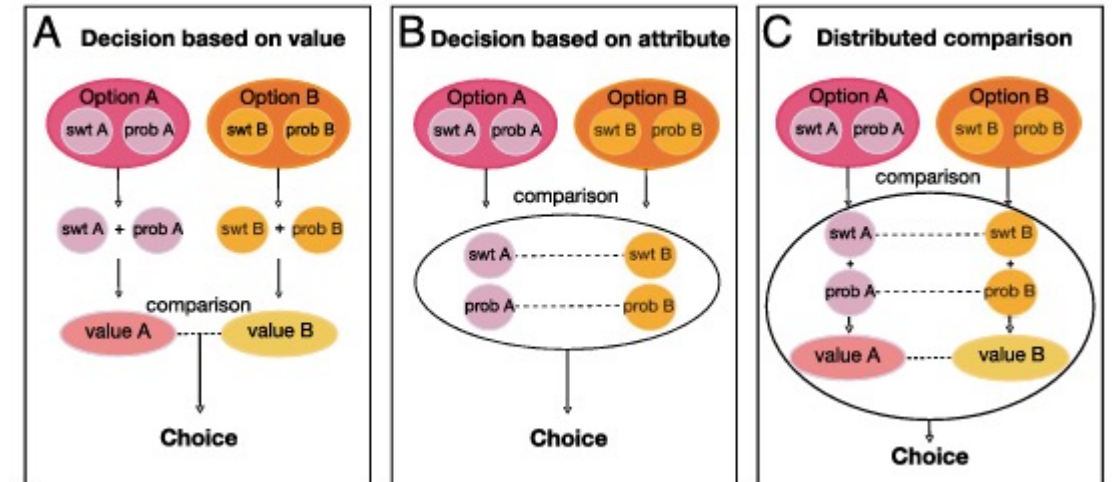 A Decision based on value
Option A Option B
swt A prob A swt B prob B
swt A + prob A swt B + prob B
comparison
value A value B
Choice
B Decision based on attribute
Option A Option B
swt A prob A swt B prob B
comparison
swt A swt B
prob A prob B
Choice
C Distributed comparison
Option A Option B
swt A prob A swt B prob B
comparison
swt A swt B
+ +
prob A prob B
value A value B
Choice